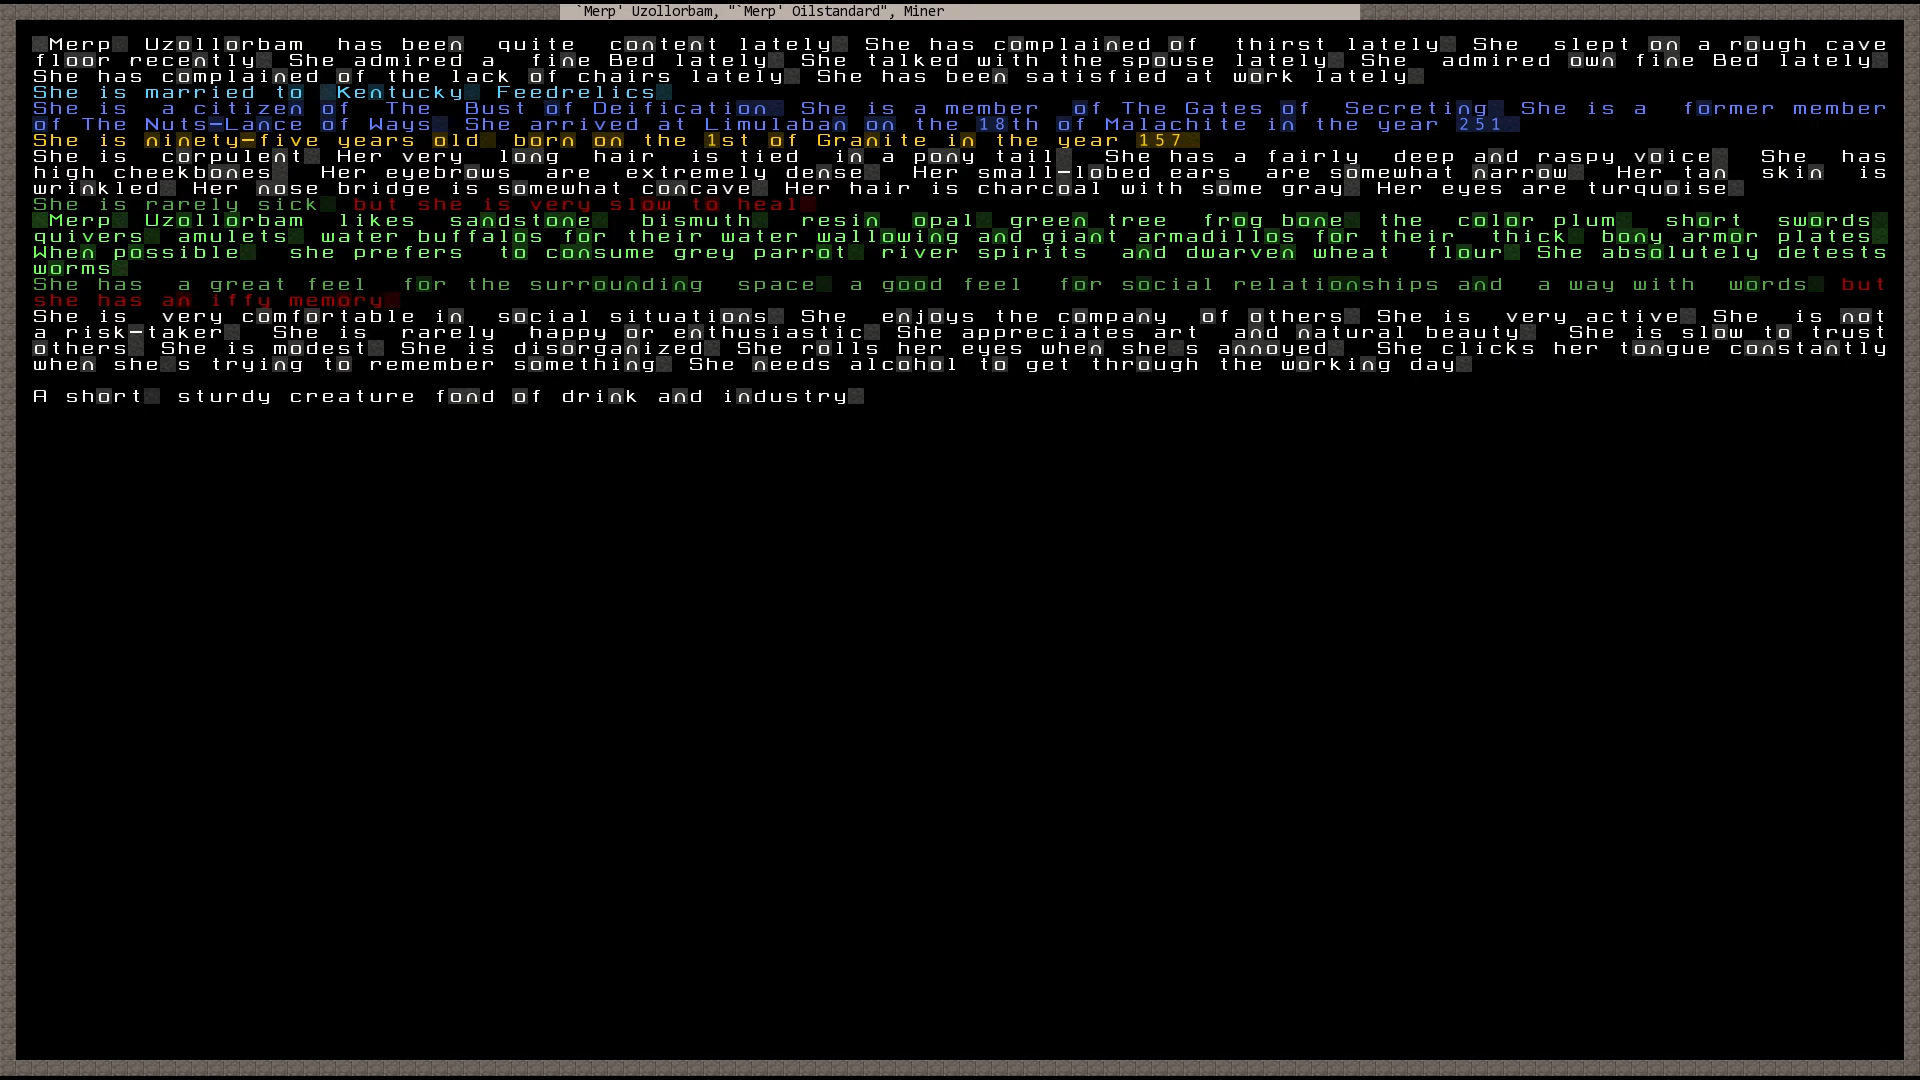 `Merp' Uzollorbam, "`Merp' Oilstandard", Miner
Merp Uzollorbam has been quite content lately She has complained of thirst lately She slept on a rough cave
floor recently She admired a fine Bed lately She talked with the spouse lately She admired own fine Bed lately
She has complained of the lack of chairs lately She has been satisfied at work lately
She is married to Kentucky Feedrelics
She is a citizen of The Bust of Deification She is a member of The Gates of Secreting She is a former member
of The Nuts-Lance of Ways She arrived at Limulaban on the 18th of Malachite in the year 251
She is ninety-five years old born on the 1st of Granite in the year 157
She is corpulent Her very long hair is tied in a pony tail She has a fairly deep and raspy voice She has
high cheekbones Her eyebrows are extremely dense Her small-lobed ears are somewhat narrow Her tan skin is
wrinkled Her nose bridge is somewhat concave Her hair is charcoal with some gray Her eyes are turquoise
She is rarely sick but she is very slow to heal
Merp Uzollorbam likes sandstone bismuth resin opal green tree frog bone the color plum short swords
quivers amulets water buffalos for their water wallowing and giant armadillos for their thick bony armor plates
When possible she prefers to consume grey parrot river spirits and dwarven wheat flour She absolutely detests
worms
She has a great feel for the surrounding space a good feel for social relationships and a way with words but
she has an iffy memory
She is very comfortable in social situations She enjoys the company of others She is very active She is not
a risk-taker She is rarely happy or enthusiastic She appreciates art and natural beauty She is slow to trust
others She is modest She is disorganized She rolls her eyes when she s annoyed She clicks her tongue constantly
when she s trying to remember something She needs alcohol to get through the working day
A short sturdy creature fond of drink and industry